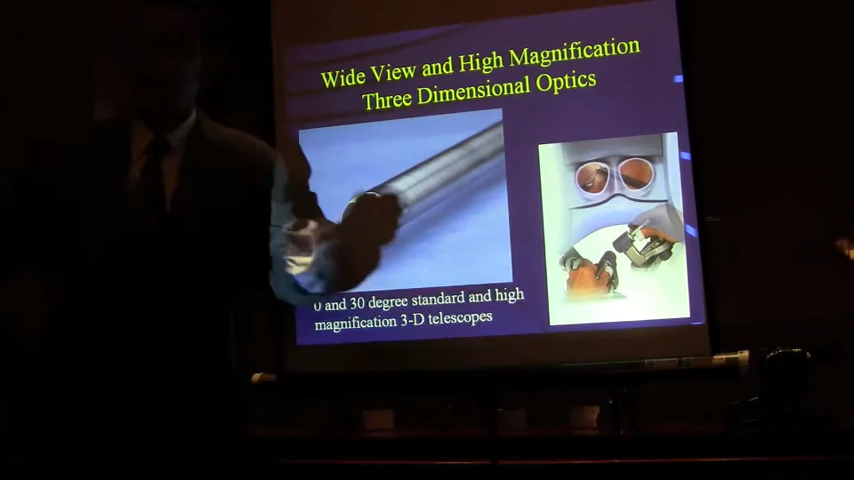 Wide View and High Magnification
Three Dimensional Optics
0 and 30 degree standard and high
magnification 3-D telescopes